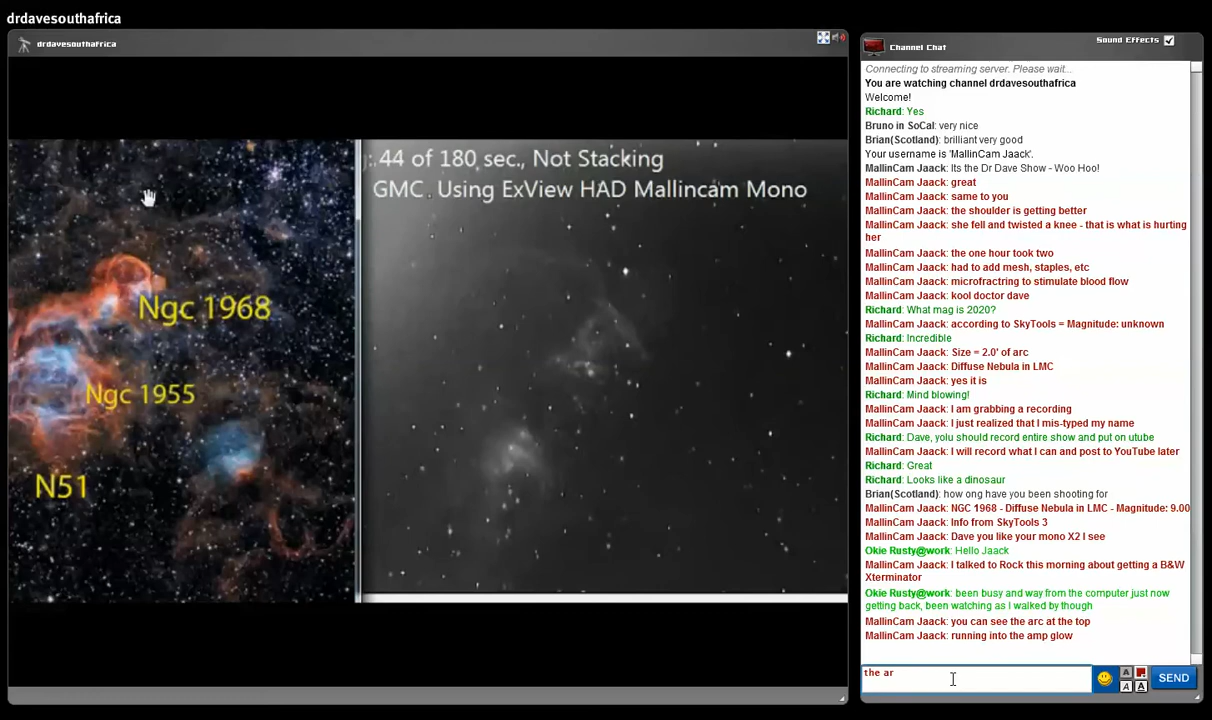 drdavesouthafrica
drdavesouthafrica
44 of 180 sec., Not Stacking
GMC. Using ExView HAD Mallincam Mono
Ngc 1968
Ngc 1955
N51
Channel Chat
Sound Effects
Connecting to streaming server. Please wait...
You are watching channel drdavesouthafrica
Welcome!
Richard: Yes
Bruno in SoCal: very nice
Brian(Scotland): brilliant very good
Your username is 'MallinCam Jaack'.
MallinCam Jaack: Its the Dr Dave Show - Woo Hoo!
MallinCam Jaack: great
MallinCam Jaack: same to you
MallinCam Jaack: the shoulder is getting better
MallinCam Jaack: she fell and twisted a knee - that is what is hurting
her
MallinCam Jaack: the one hour took two
MallinCam Jaack: had to add mesh, staples, etc
MallinCam Jaack: microfractring to stimulate blood flow
MallinCam Jaack: kool doctor dave
Richard: What mag is 2020?
MallinCam Jaack: according to SkyTools = Magnitude: unknown
Richard: Incredible
MallinCam Jaack: Size = 2.0' of arc
MallinCam Jaack: Diffuse Nebula in LMC
MallinCam Jaack: yes it is
Richard: Mind blowing!
MallinCam Jaack: I am grabbing a recording
MallinCam Jaack: I just realized that I mis-typed my name
Richard: Dave, yolu should record entire show and put on utube
MallinCam Jaack: I will record what I can and post to YouTube later
Richard: Great
Richard: Looks like a dinosaur
Brian(Scotland): how ong have you been shooting for
MallinCam Jaack: NGC 1968 - Diffuse Nebula in LMC - Magnitude: 9.00
MallinCam Jaack: Info from SkyTools 3
MallinCam Jaack: Dave you like your mono X2 I see
Okie Rusty@work: Hello Jaack
MallinCam Jaack: I talked to Rock this morning about getting a B&W
Xterminator
Okie Rusty@work: been busy and way from the computer just now
getting back, been watching as I walked by though
MallinCam Jaack: you can see the arc at the top
MallinCam Jaack: running into the amp glow
the ar
A
A
A
SEND